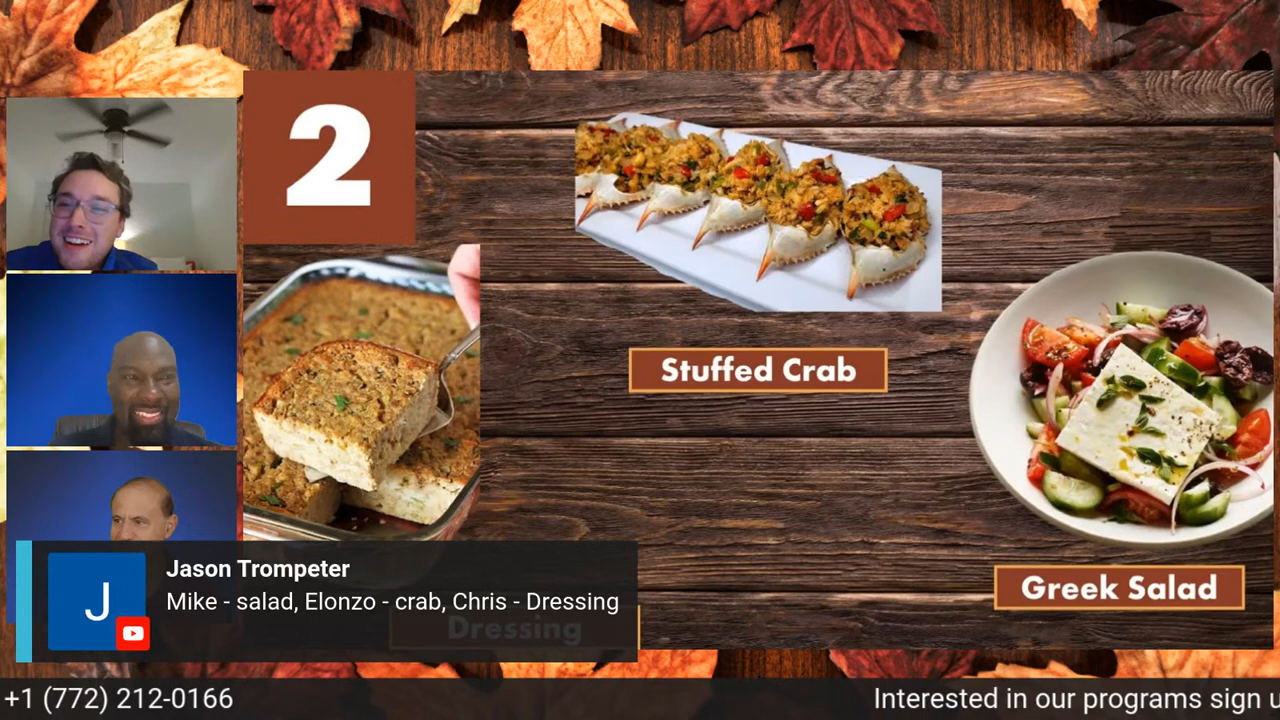 2
Stuffed Crab
Greek Salad
J
Jason Trompeter
Mike - salad, Elonzo - crab, Chris - Dressing
Dressing
+1 (772) 212-0166
Interested in our programs sign u